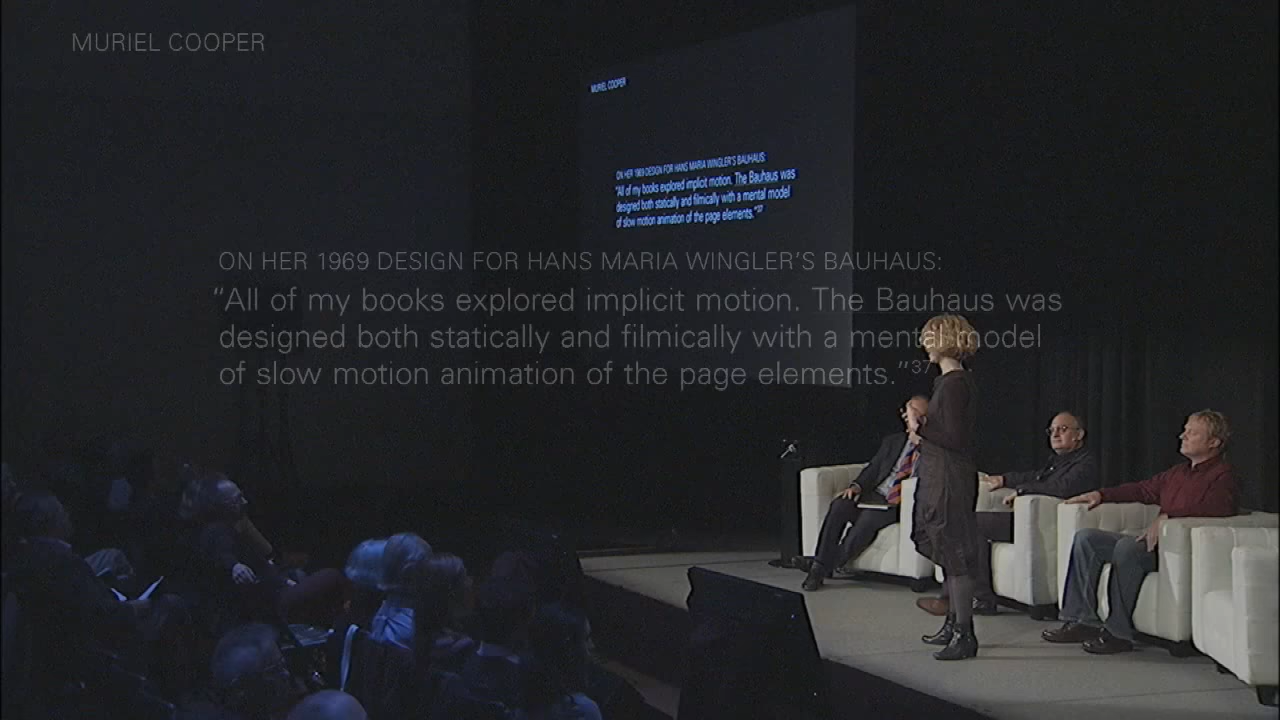 MURIEL COOPER
MURIEL COOPER
ON HER 1969 DESIGN FOR HANS MARIA WINGLER'S BAUHAUS:
"All of my books explored implicit motion. The Bauhaus was
designed both statically and filmically with a mental model
of slow motion animation of the page elements."37
ON HER 1969 DESIGN FOR HANS MARIA WINGLER’S BAUHAUS:
“All of my books explored implicit motion. The Bauhaus was
designed both statically and filmically with a mental model
of slow motion animation of the page elements.”37